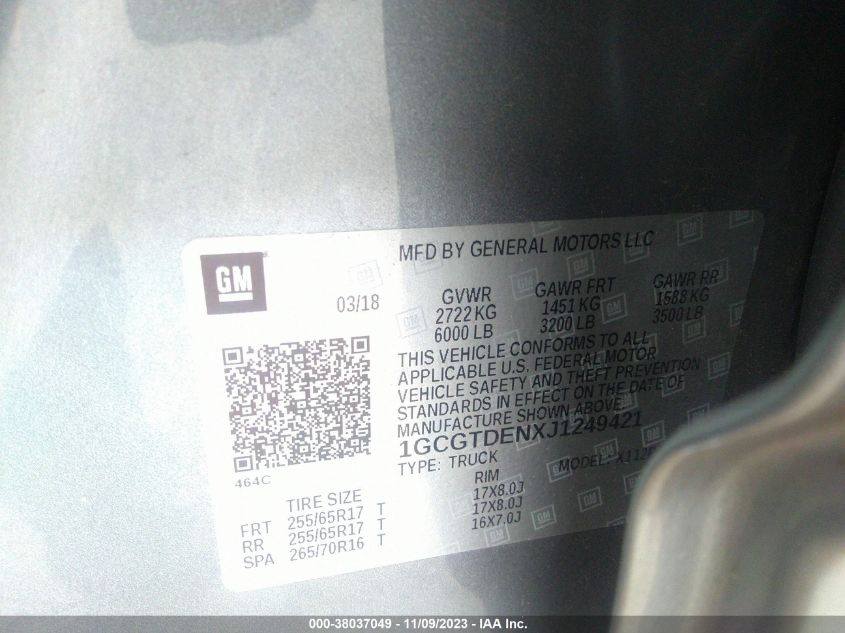 GM
MFD BY GENERAL MOTORS LLC
03/18
GVWR GAWR FRT GAWR RR
2722 KG 1451 KG 1588 KG
6000 LB 3200 LB 3500 LB
THIS VEHICLE CONFORMS TO ALL
APPLICABLE U.S. FEDERAL MOTOR
VEHICLE SAFETY AND THEFT PREVENTION
STANDARDS IN EFFECT ON THE DATE OF
MANUFACTURE SHOWN ABOVE.
1GCGTDENXJ1249421
TYPE: TRUCK MODEL:
464C
TIRE SIZE RIM
FRT 255/65R17 T 17X8.0J
RR 255/65R17 T 17X8.0J
SPA 265/70R16 T 16X7.0J
000-38037049 - 11/09/2023 - IAA Inc.